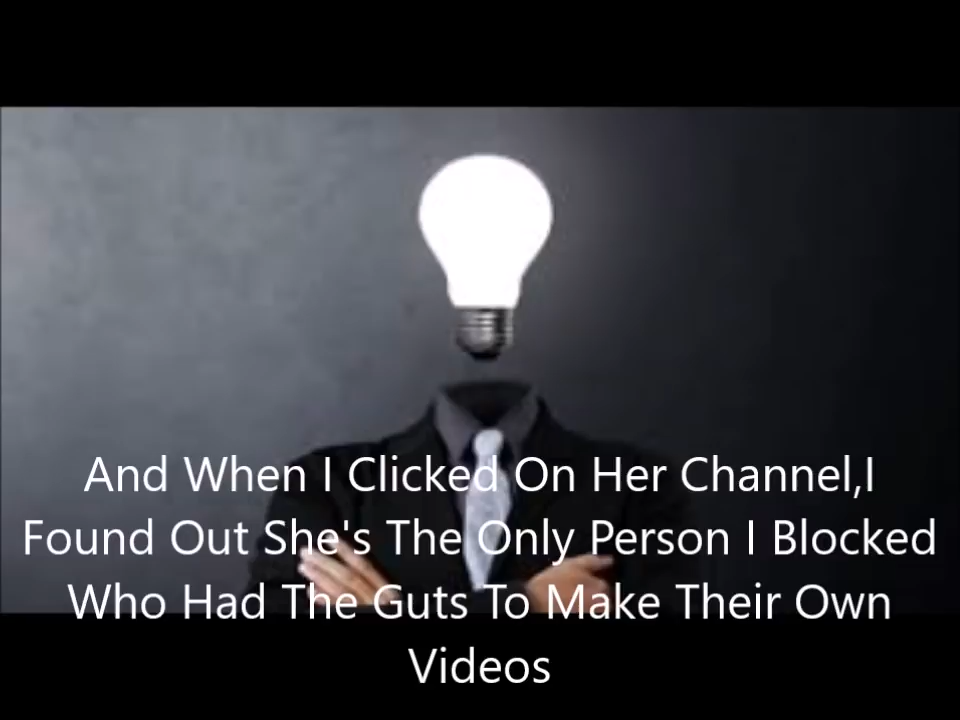 And When I Clicked On Her Channel,I
Found Out She's The Only Person I Blocked
Who Had The Guts To Make Their Own
Videos